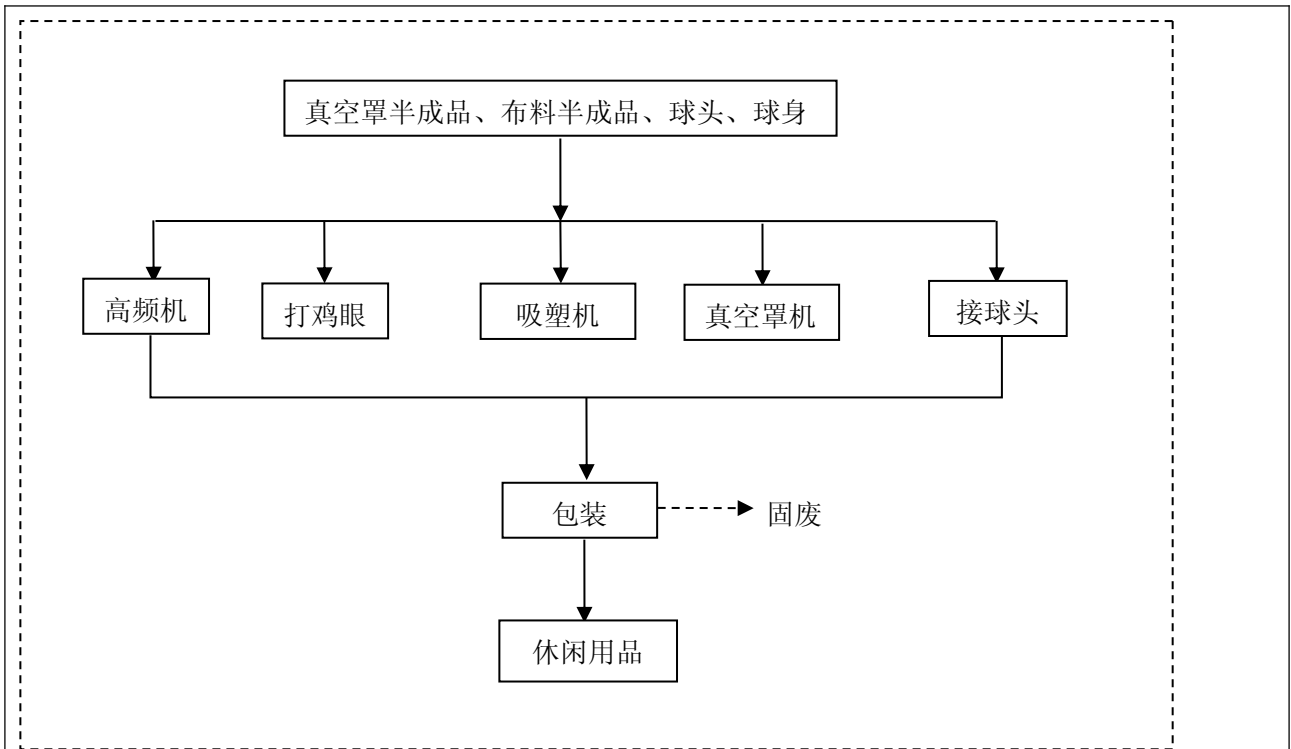 真空罩半成品、布料半成品、球头、球身
高频机
打鸡眼
吸塑机
真空罩机
接球头
包装
固废
休闲用品